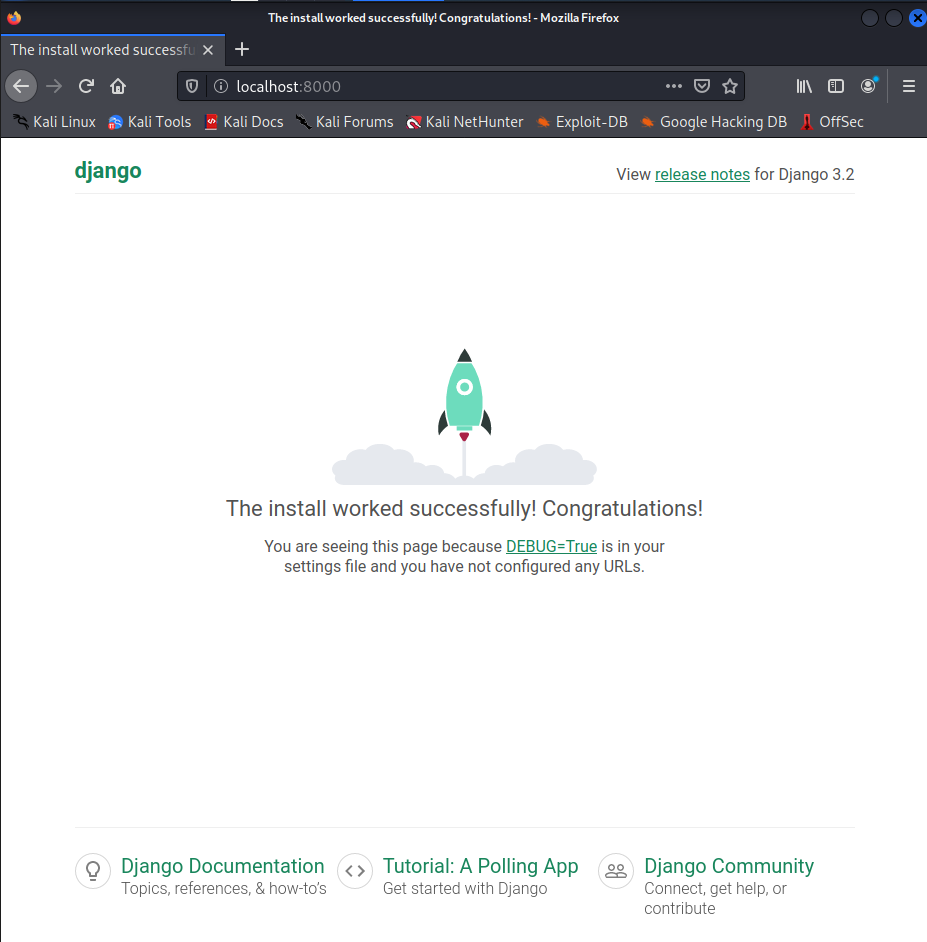 The install worked successfully! Congratulations! - Mozilla Firefox
The install worked successfu
localhost:8000
Kali Linux Kali Tools Kali Docs Kali Forums Kali NetHunter Exploit-DB Google Hacking DB OffSec
django
View release notes for Django 3.2
The install worked successfully! Congratulations!
You are seeing this page because DEBUG=True is in your
settings file and you have not configured any URLs.
Django Documentation
Topics, references, & how-to’s
Tutorial: A Polling App
Get started with Django
Django Community
Connect, get help, or
contribute